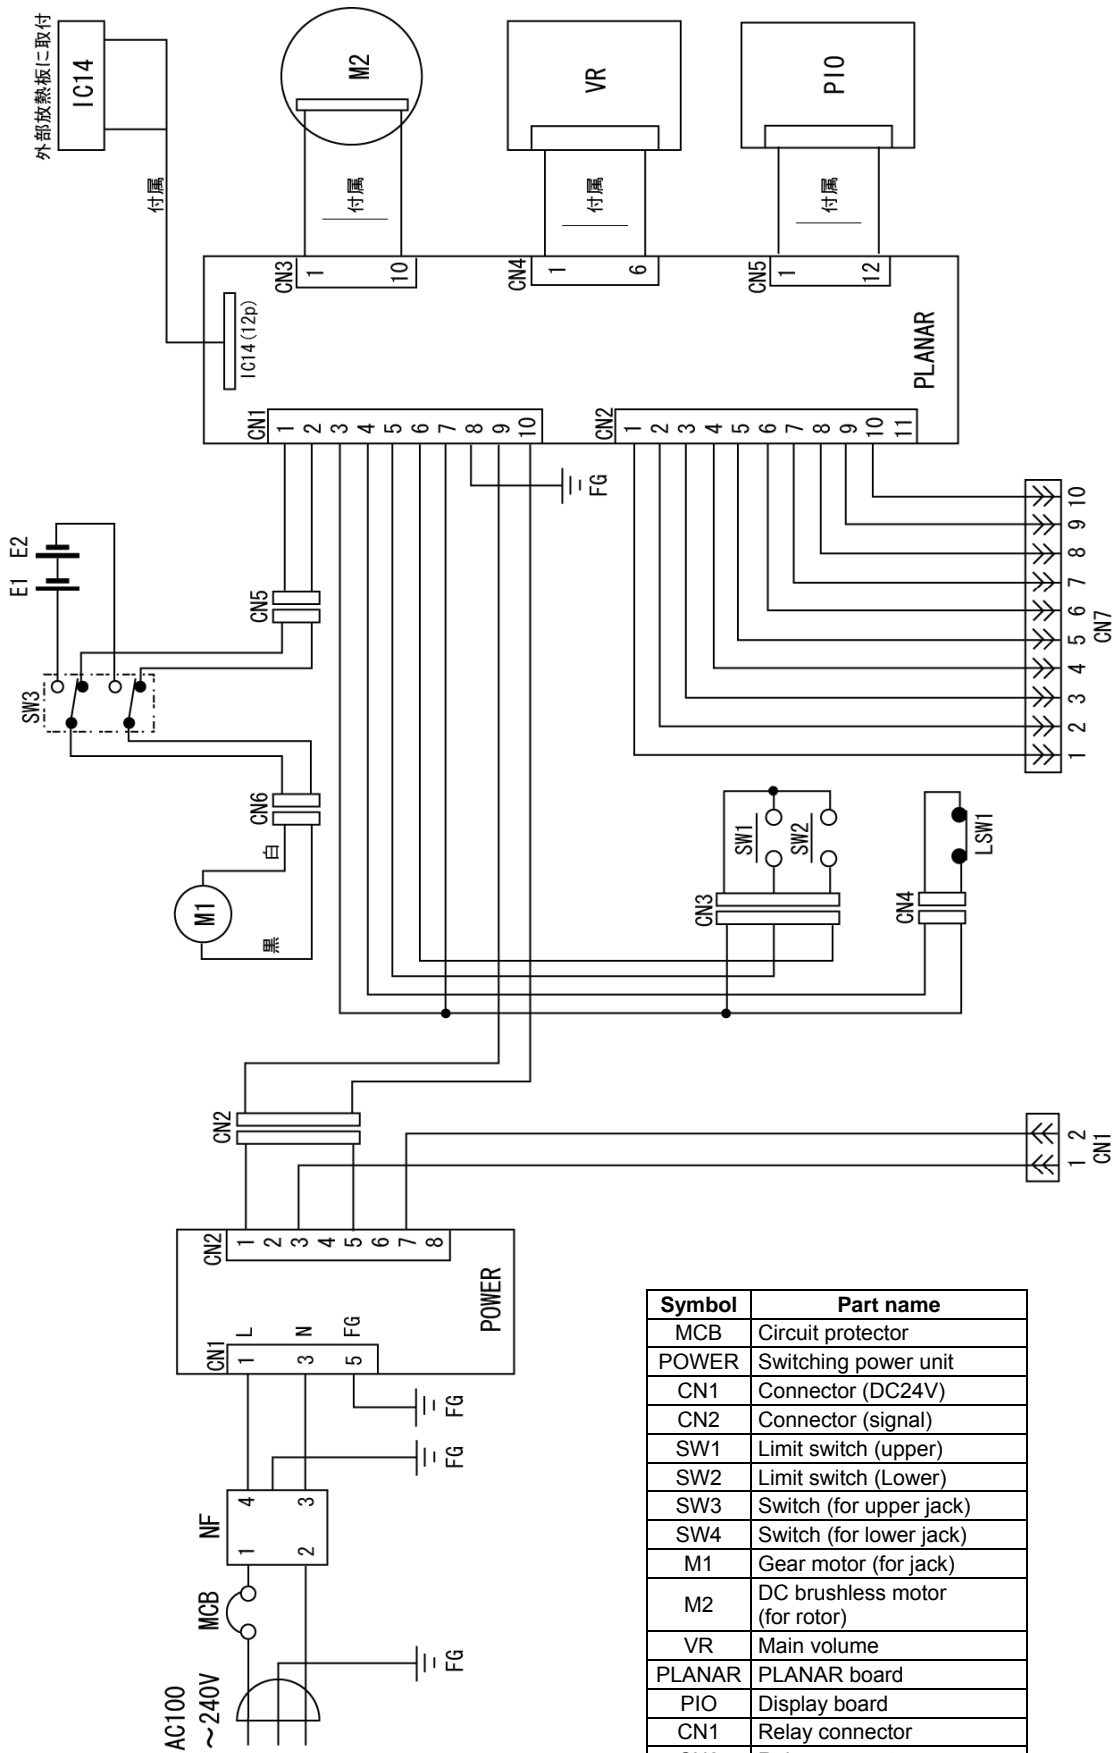 外部放熱板に取付
IC14
付属
M2
付属
VR
付属
PIO
付属
CN3
1
10
CN4
1
6
CN5
1
12
IC14(12p)
PLANAR
CN1
1
2
3
4
5
6
7
8
9
10
CN2
1
2
3
4
5
6
7
8
9
10
11
FG
E1 E2
SW3
CN5
CN6
白
黒
M1
CN7
1 2 3 4 5 6 7 8 9 10
SW1
SW2
CN3
LSW1
CN4
CN2
CN1
1 2
CN2
1
2
3
4
5
6
7
8
POWER
CN1
L
N
FG
1
3
5
FG
FG
NF
4
3
1
2
MCB
FG
AC100
～240V
Symbol Part name
MCB Circuit protector
POWER Switching power unit
CN1 Connector (DC24V)
CN2 Connector (signal)
SW1 Limit switch (upper)
SW2 Limit switch (Lower)
SW3 Switch (for upper jack)
SW4 Switch (for lower jack)
M1 Gear motor (for jack)
M2 DC brushless motor
(for rotor)
VR Main volume
PLANAR PLANAR board
PIO Display board
CN1 Relay connector